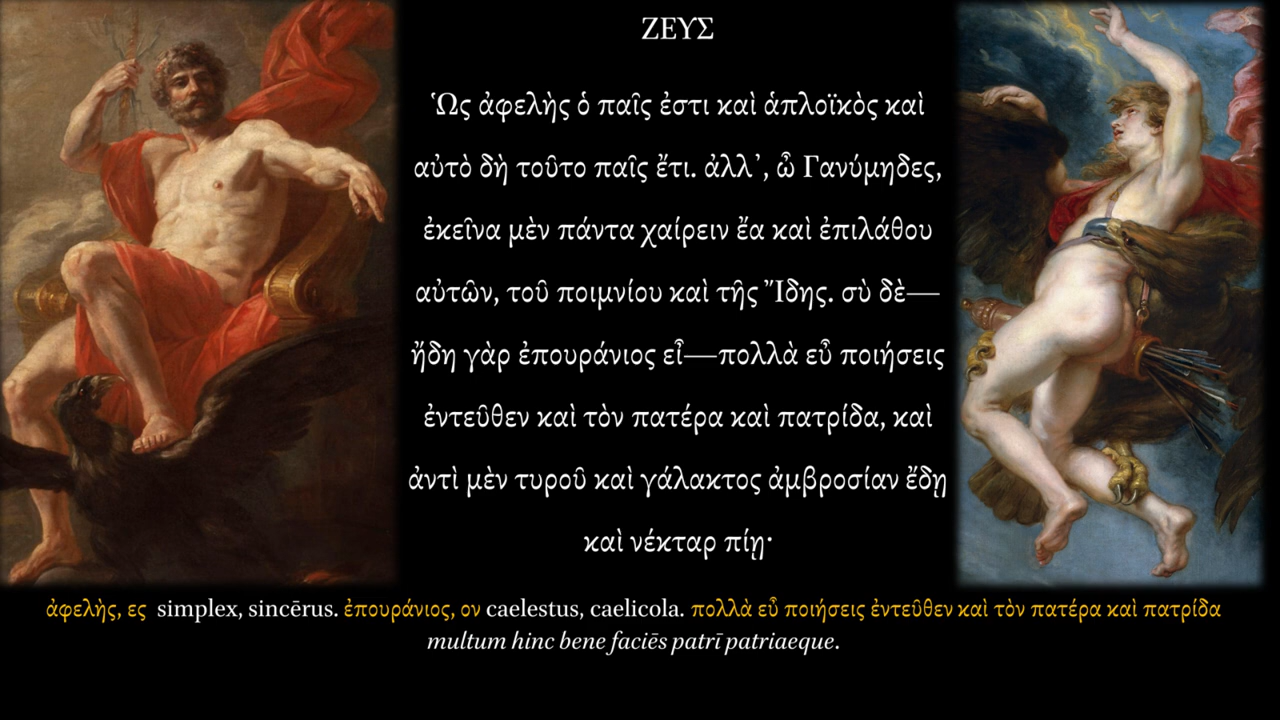 ΖΕΥΣ
Ὡς ἀφελὴς ὁ παῖς ἐστι καὶ ἁπλοϊκὸς καὶ
αὐτὸ δὴ τοῦτο παῖς ἔτι. ἀλλ’, ὦ Γανύμηδες,
ἐκεῖνα μὲν πάντα χαίρειν ἔα καὶ ἐπιλάθου
αὐτῶν, τοῦ ποιμνίου καὶ τῆς Ἴδης. σὺ δὲ—
ἤδη γὰρ ἐπουράνιος εἶ—πολλὰ εὖ ποιήσεις
ἐντεῦθεν καὶ τὸν πατέρα καὶ πατρίδα, καὶ
ἀντὶ μὲν τυροῦ καὶ γάλακτος ἀμβροσίαν ἔδῃ
καὶ νέκταρ πίῃ·
ἀφελὴς, ες simplex, sincērus. ἐπουράνιος, ον caelestus, caelicola. πολλὰ εὖ ποιήσεις ἐντεῦθεν καὶ τὸν πατέρα καὶ πατρίδα
multum hinc bene faciēs patrī patriaeque.